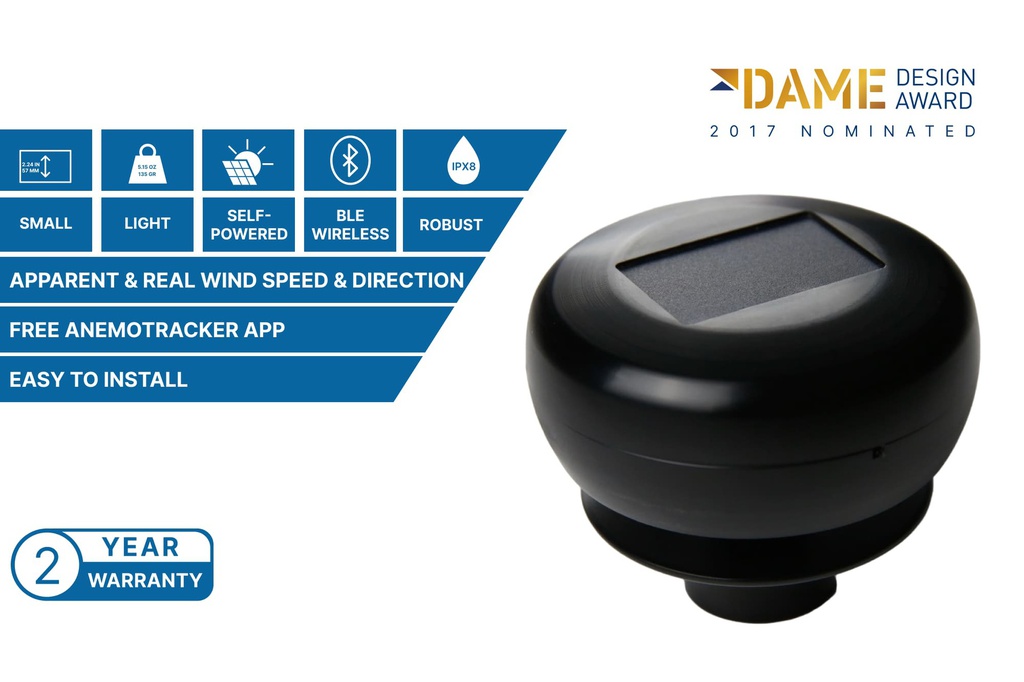 DAME DESIGN
AWARD
2017 NOMINATED
2.24 IN
57 MM
5.15 OZ
135 GR
IPX8
SMALL
LIGHT
SELF-
POWERED
BLE
WIRELESS
ROBUST
APPARENT & REAL WIND SPEED & DIRECTION
FREE ANEMOTRACKER APP
EASY TO INSTALL
2 YEAR
WARRANTY